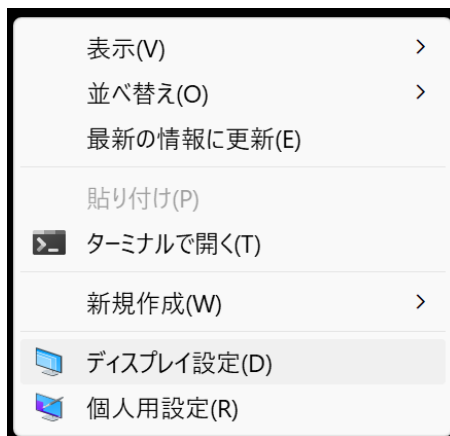 表示(V)
並べ替え(O)
最新の情報に更新(E)
貼り付け(P)
ターミナルで開く(T)
新規作成(W)
ディスプレイ設定(D)
個人用設定(R)